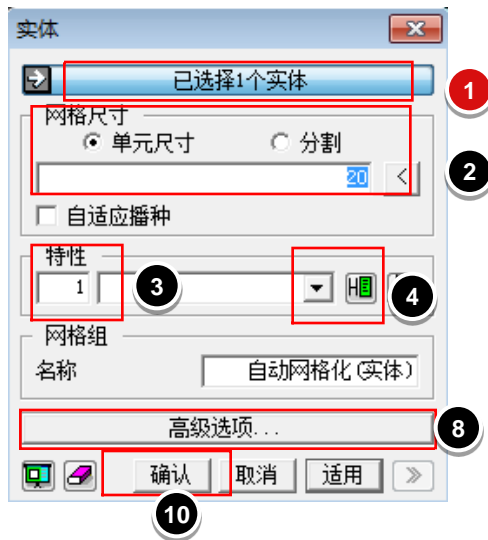 实体
已选择1个实体
1
网格尺寸
单元尺寸 分割
20 <
2
自适应播种
特性
1
3
4
网格组
名称 自动网格化(实体)
高级选项...
8
确认 取消 适用 >>
10